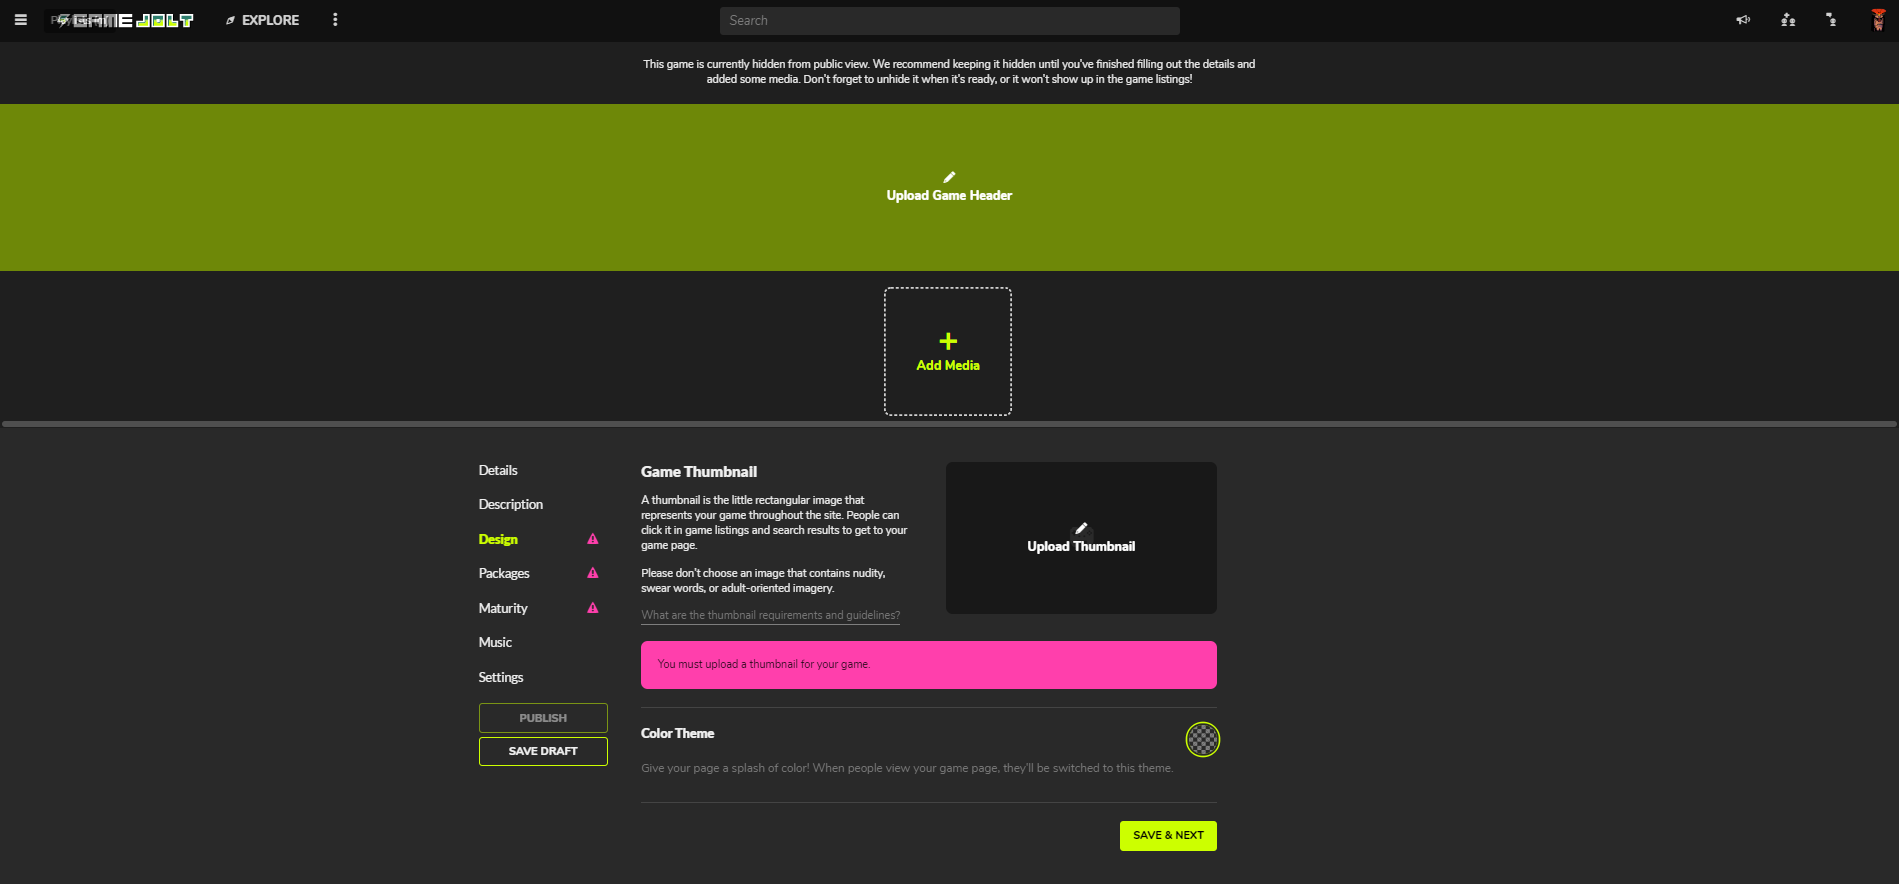 GAME JOLT
EXPLORE
Search
This game is currently hidden from public view. We recommend keeping it hidden until you've finished filling out the details and
added some media. Don't forget to unhide it when it's ready, or it won't show up in the game listings!
Upload Game Header
Add Media
Details
Description
Design
Packages
Maturity
Music
Settings
PUBLISH
SAVE DRAFT
Game Thumbnail
A thumbnail is the little rectangular image that
represents your game throughout the site. People can
click it in game listings and search results to get to your
game page.
Please don't choose an image that contains nudity,
swear words, or adult-oriented imagery.
What are the thumbnail requirements and guidelines?
Upload Thumbnail
You must upload a thumbnail for your game.
Color Theme
Give your page a splash of color! When people view your game page, they'll be switched to this theme.
SAVE & NEXT